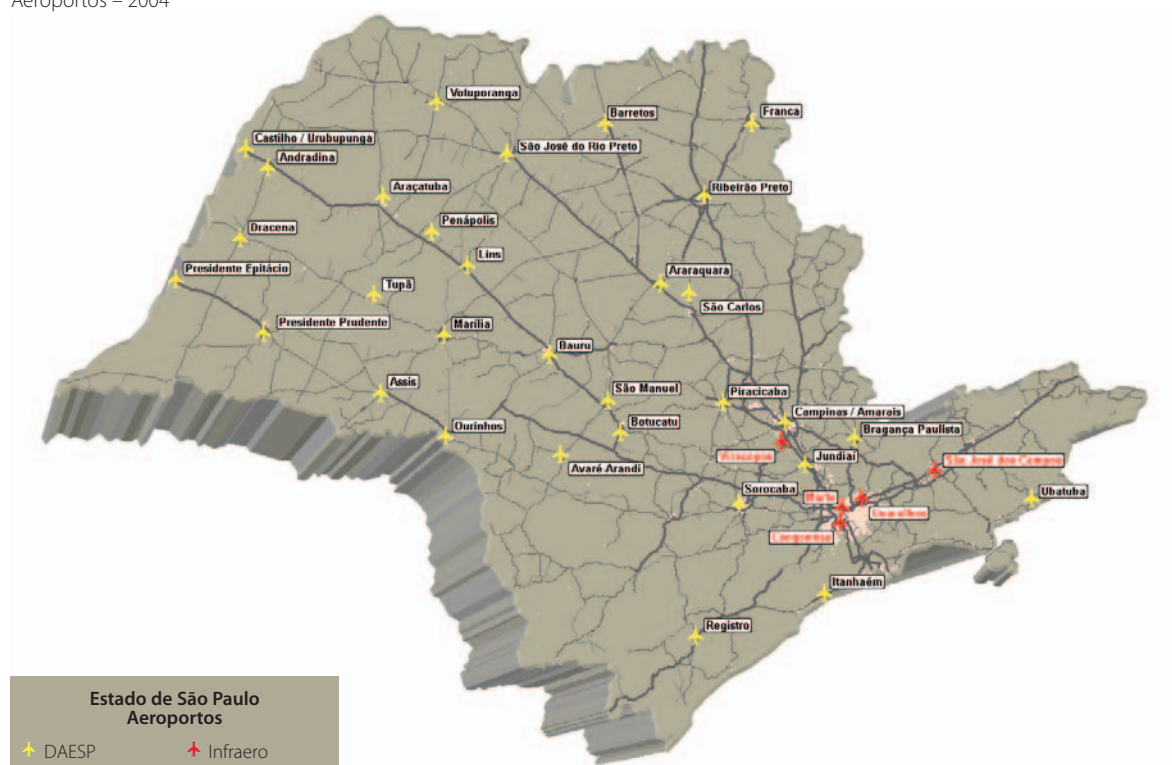 Aeroportos – 2004
Votuporanga
Barretos
Franca
Castilho / Urubupunga
São José do Rio Preto
Andradina
Araçatuba
Ribeirão Preto
Penápolis
Dracena
Lins
Presidente Epitácio
Araraquara
Tupã
São Carlos
Presidente Prudente
Marília
Bauru
Assis
São Manuel
Piracicaba
Campinas / Amarais
Ourinhos
Botucatu
Bragança Paulista
Viracopos
Avaré Arandi
Jundiaí
São José dos Campos
Sorocaba
Marte
Ubatuba
Guarulhos
Congonhas
Itanhaém
Registro
Estado de São Paulo
Aeroportos
DAESP
Infraero